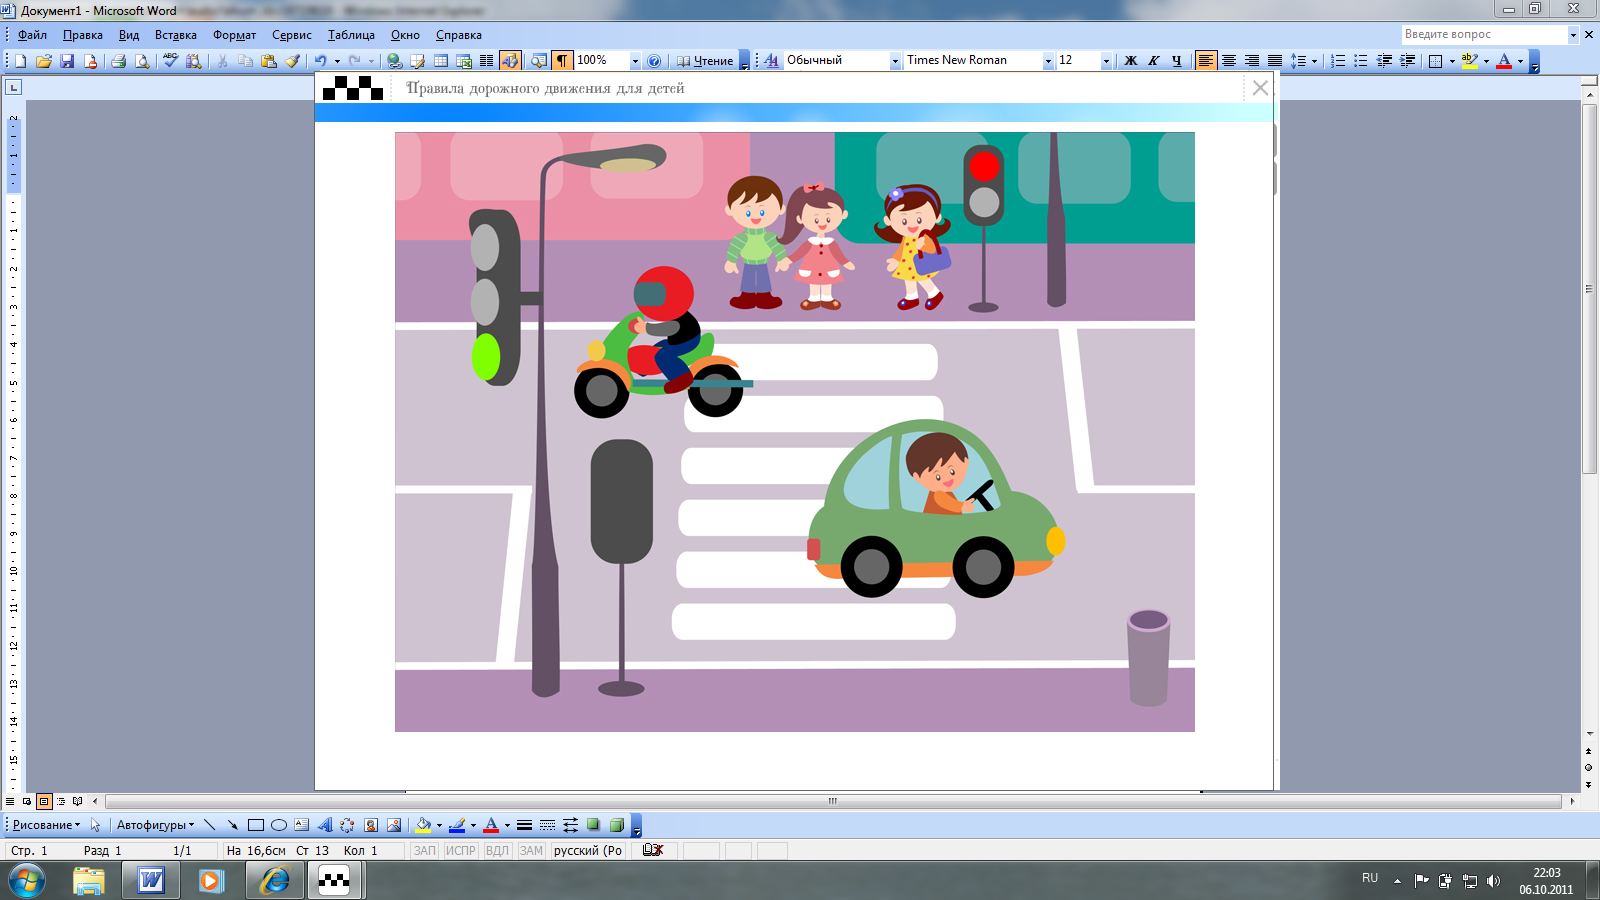 Документ1 - Microsoft Word
Файл Правка Вид Вставка Формат Сервис Таблица Окно Справка
Введите вопрос
100% Чтение Обычный Times New Roman 12 Ж К Ч
Правила дорожного движения для детей
Рисование Автофигуры
Стр. 1 Разд 1 1/1 На 16,6см Ст 13 Кол 1 ЗАП ИСПР ВДЛ ЗАМ русский (Ро
RU
22:03
06.10.2011